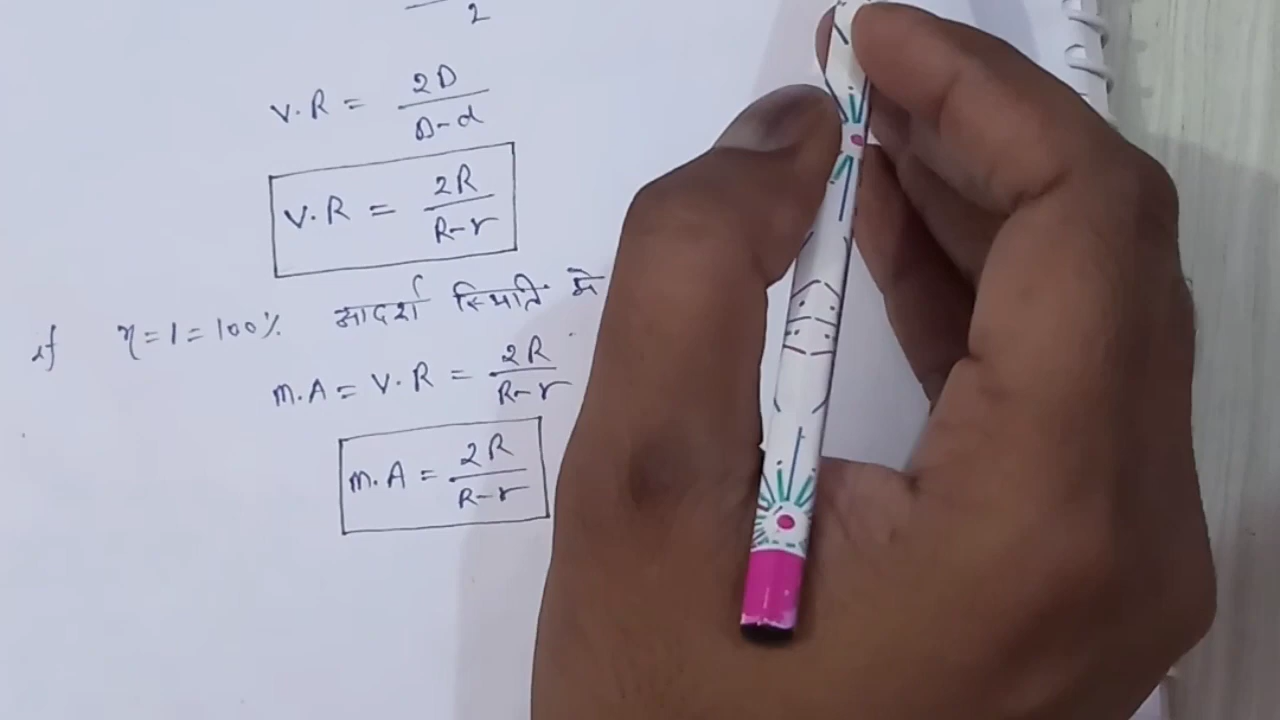 2
V.R = 2D / D-d
V.R = 2R / R-r
if η=1=100% आदर्श स्थिति मे
M.A = V.R = 2R / R-r
M.A = 2R / R-r